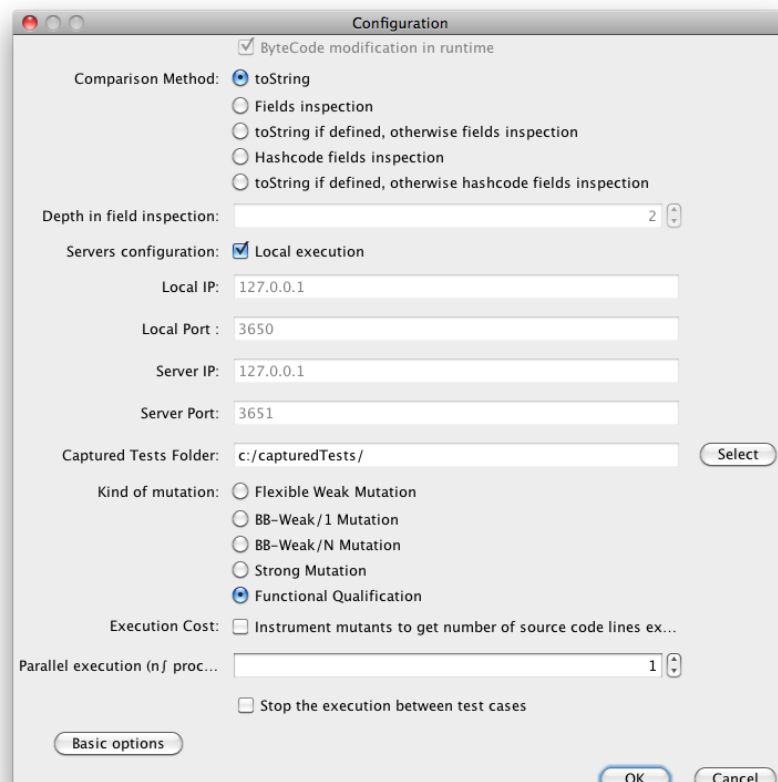 Configuration
ByteCode modification in runtime
Comparison Method: toString
Fields inspection
toString if defined, otherwise fields inspection
Hashcode fields inspection
toString if defined, otherwise hashcode fields inspection
Depth in field inspection: 2
Servers configuration: Local execution
Local IP: 127.0.0.1
Local Port : 3650
Server IP: 127.0.0.1
Server Port: 3651
Captured Tests Folder: c:/capturedTests/ Select
Kind of mutation: Flexible Weak Mutation
BB-Weak/1 Mutation
BB-Weak/N Mutation
Strong Mutation
Functional Qualification
Execution Cost: Instrument mutants to get number of source code lines ex...
Parallel execution (n∫ proc... 1
Stop the execution between test cases
Basic options
OK Cancel